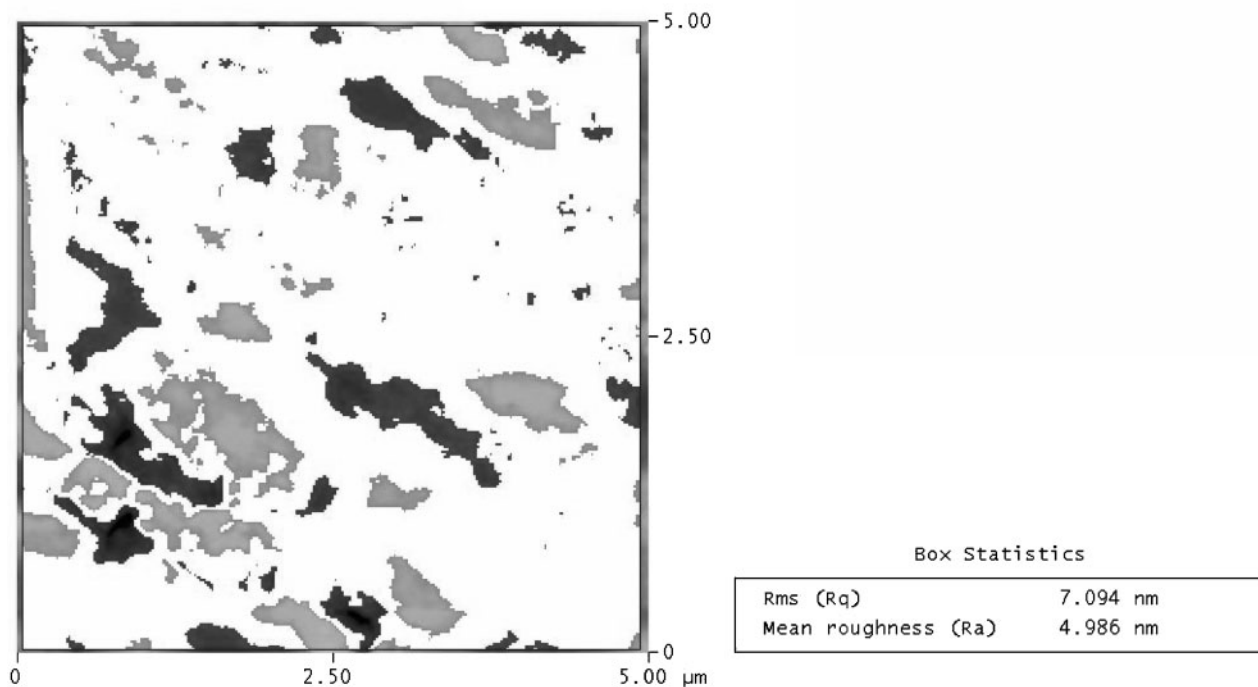 5.00
2.50
0
0
2.50
5.00 μm
Box Statistics
Rms (Rq) 7.094 nm
Mean roughness (Ra) 4.986 nm